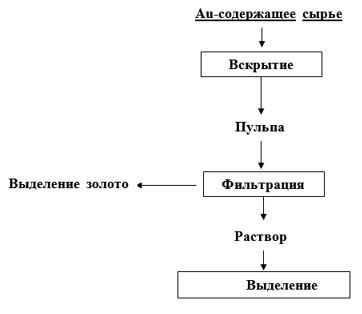 Au-содержащее сырье
Вскрытие
Пульпа
Выделение золото
Фильтрация
Раствор
Выделение